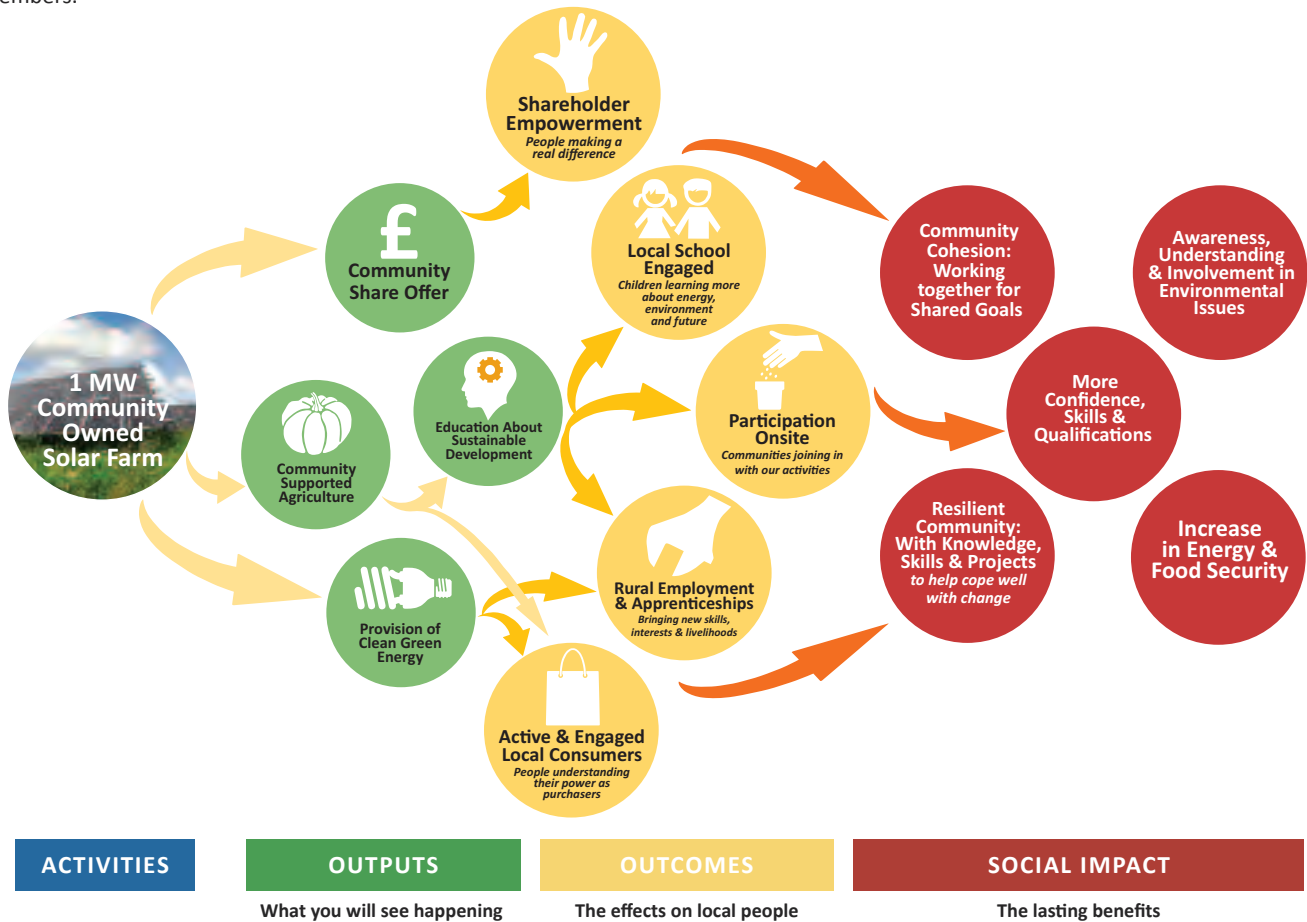 embers.
Shareholder
Empowerment
People making a
real difference
£
Community
Share Offer
Local School
Engaged
Children learning more
about energy,
environment
and future
Community
Cohesion:
Working
together for
Shared Goals
Awareness,
Understanding
& Involvement in
Environmental
Issues
1 MW
Community
Owned
Solar Farm
Community
Supported
Agriculture
Education About
Sustainable
Development
Participation
Onsite
Communities joining in
with our activities
More
Confidence,
Skills &
Qualifications
Provision of
Clean Green
Energy
Rural Employment
& Apprenticeships
Bringing new skills,
interests & livelihoods
Resilient
Community:
With Knowledge,
Skills & Projects
to help cope well
with change
Increase
in Energy &
Food Security
Active & Engaged
Local Consumers
People understanding
their power as
purchasers
ACTIVITIES
OUTPUTS
OUTCOMES
SOCIAL IMPACT
What you will see happening
The effects on local people
The lasting benefits